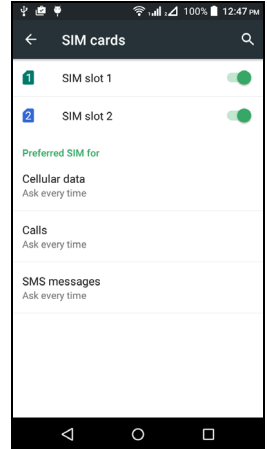 100% 12:47 PM
SIM cards
1 SIM slot 1
2 SIM slot 2
Preferred SIM for
Cellular data
Ask every time
Calls
Ask every time
SMS messages
Ask every time